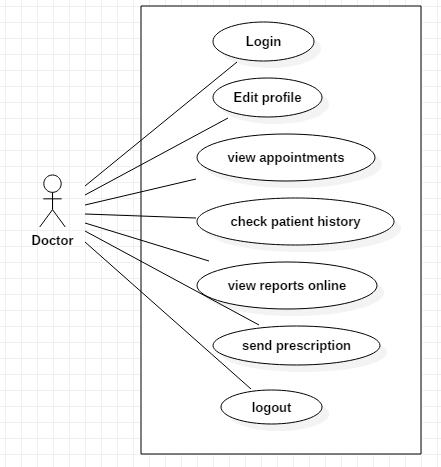 Login
Edit profile
view appointments
check patient history
Doctor
view reports online
send prescription
logout